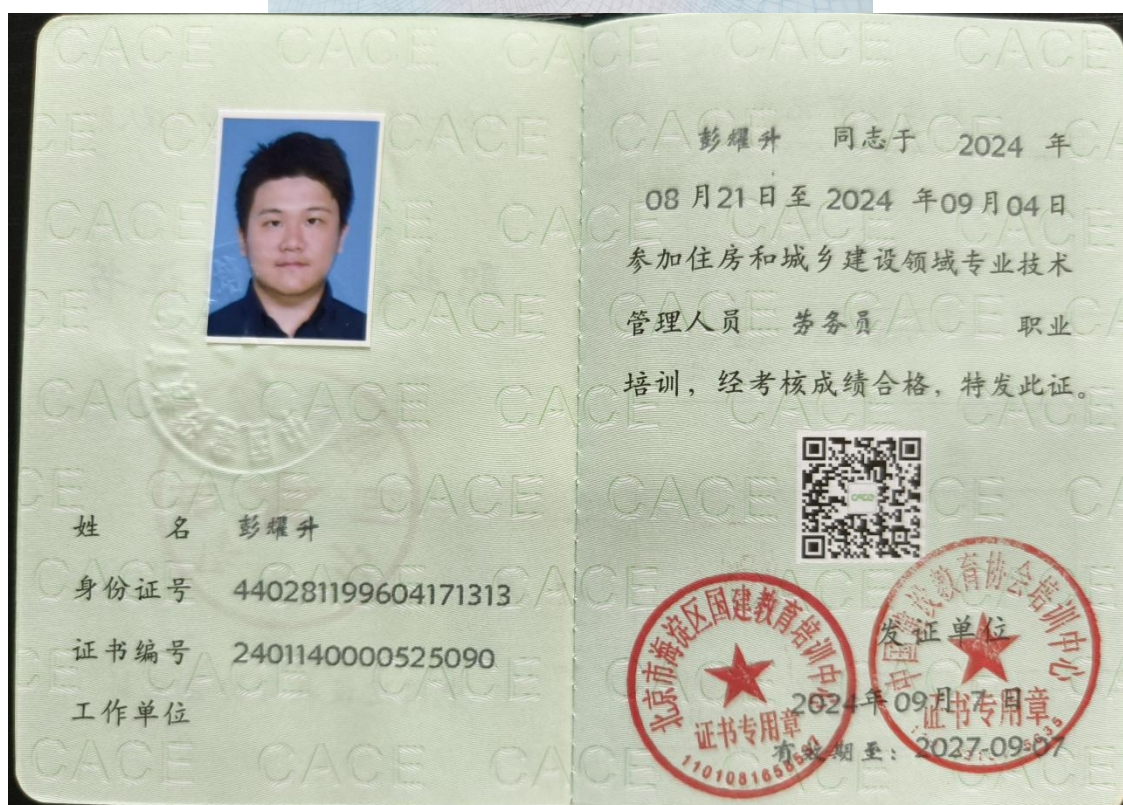 姓 名 彭耀升
身份证号 440281199604171313
证书编号 2401140000525090
工作单位
彭耀升 同志于 2024 年
08 月 21 日至 2024 年 09 月 04 日
参加住房和城乡建设领域专业技术
管理人员 劳务员 职业
培训，经考核成绩合格，特发此证。
发证单位
2024年 09月 7 日
有效期至：2027-09-07
北京市海淀区国建教育培训中心
证书专用章
中国建设教育协会培训中心
证书专用章
CACE